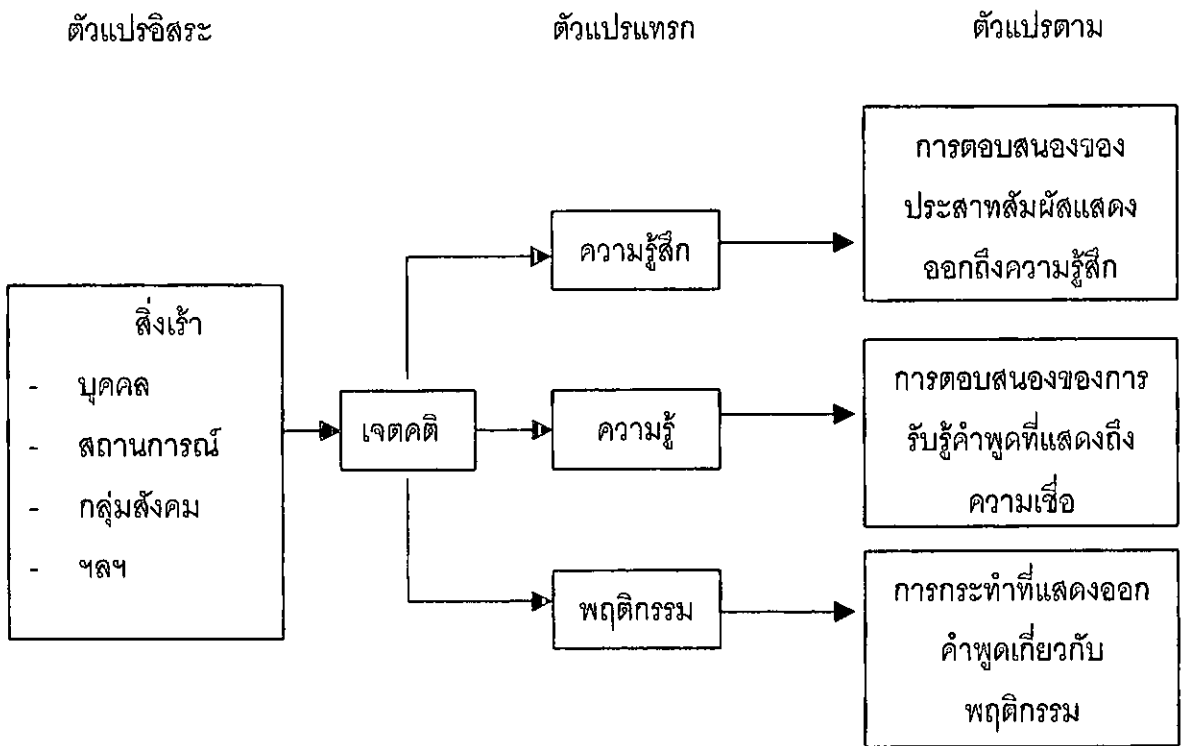 ตัวแปรอิสระ
ตัวแปรแทรก
ตัวแปรตาม
สิ่งเร้า
- บุคคล
- สถานการณ์
- กลุ่มสังคม
- ฯลฯ
เจตคติ
ความรู้สึก
ความรู้
พฤติกรรม
การตอบสนองของ
ประสาทสัมผัสแสดง
ออกถึงความรู้สึก
การตอบสนองของการ
รับรู้คำพูดที่แสดงถึง
ความเชื่อ
การกระทำที่แสดงออก
คำพูดเกี่ยวกับ
พฤติกรรม